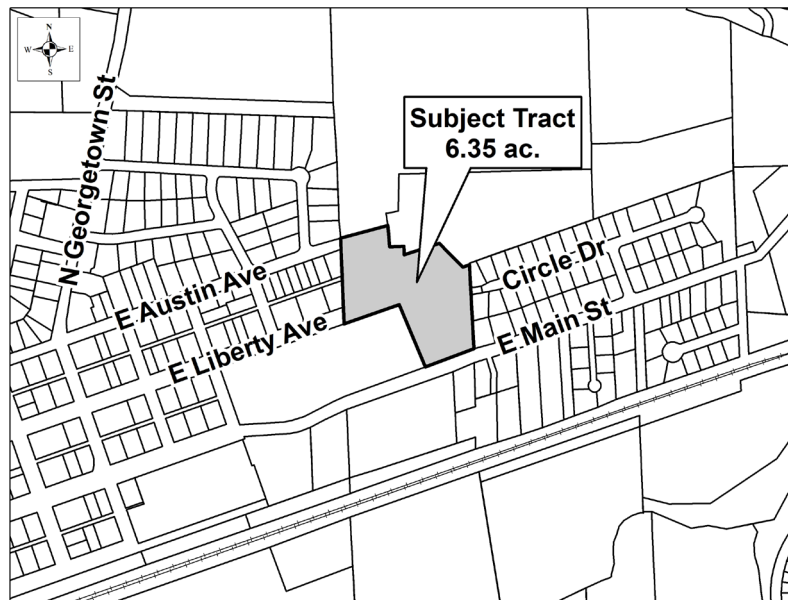 N
W E
S
N Georgetown St
Subject Tract
6.35 ac.
Circle Dr
E Austin Ave
E Main St
E Liberty Ave